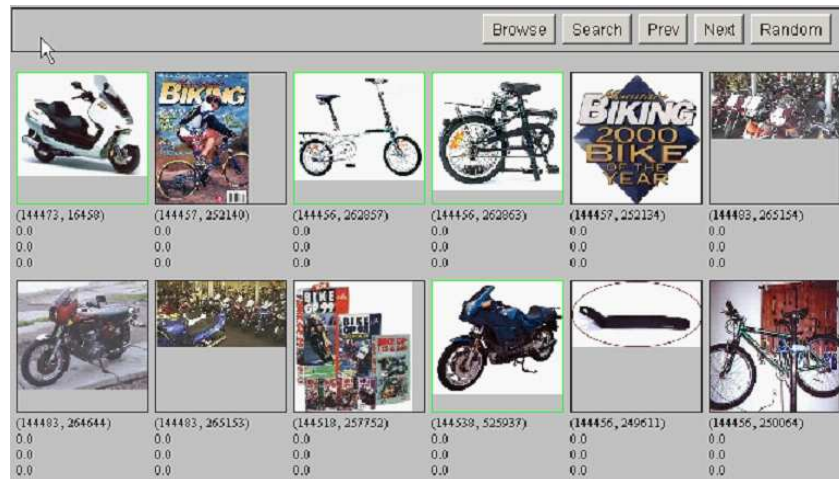 Browse Search Prev Next Random
BIKING
BIKING
2000
BIKE
OF THE
YEAR
(144473, 16458) (144457, 252140) (144456, 262857) (144456, 262863) (144457, 252134) (144483, 265154)
0.0 0.0 0.0 0.0 0.0 0.0
0.0 0.0 0.0 0.0 0.0 0.0
0.0 0.0 0.0 0.0 0.0 0.0
BIKE
BIKE
(144483, 264644) (144483, 265153) (144518, 257752) (144538, 525937) (144456, 249611) (144456, 250064)
0.0 0.0 0.0 0.0 0.0 0.0
0.0 0.0 0.0 0.0 0.0 0.0
0.0 0.0 0.0 0.0 0.0 0.0